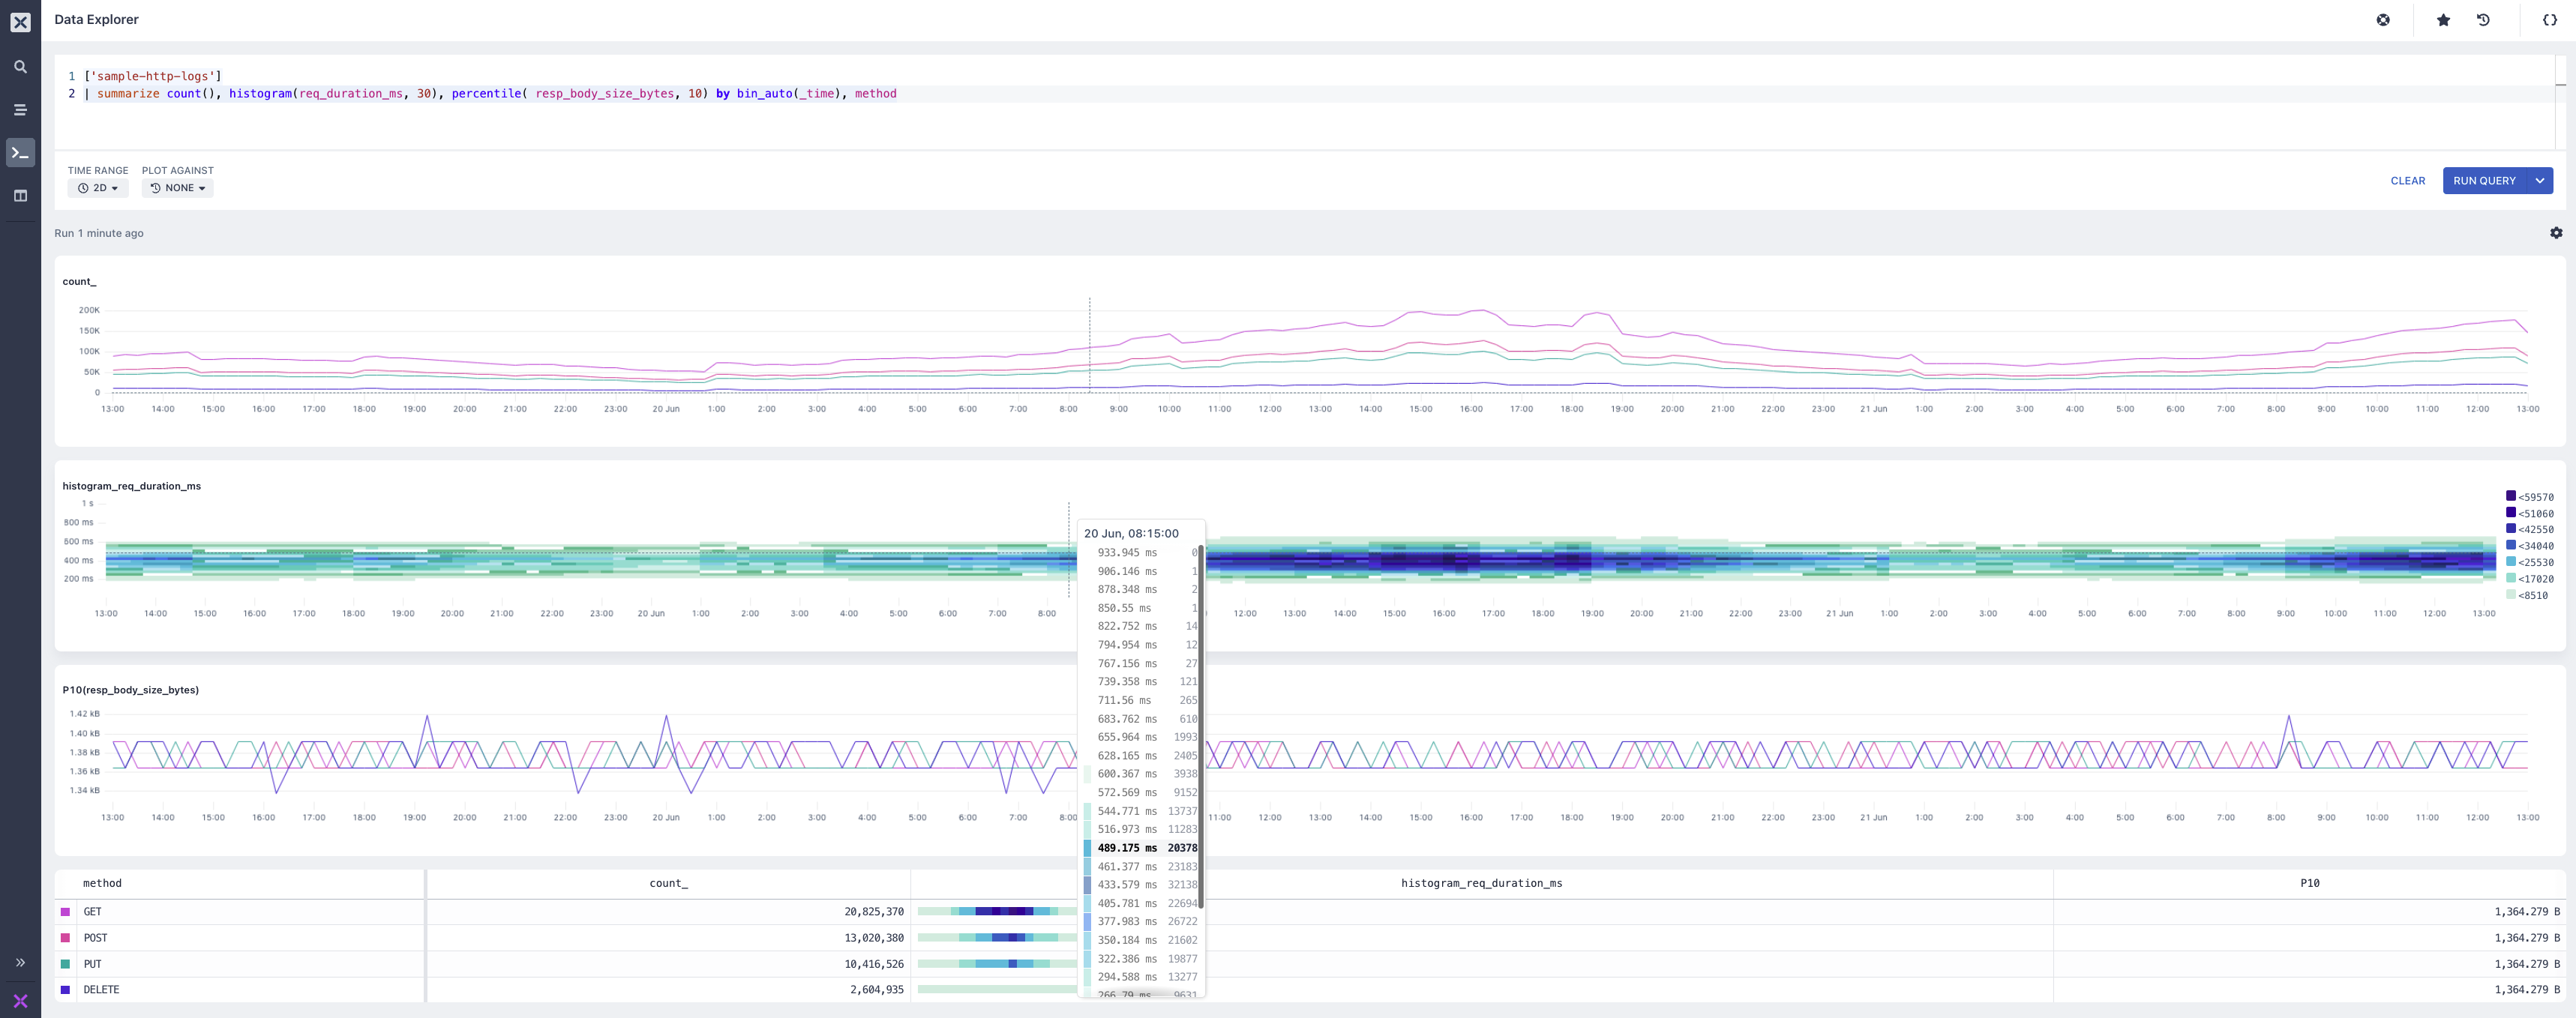 Data Explorer
1 ['sample-http-logs']
2 | summarize count(), histogram(req_duration_ms, 30), percentile( resp_body_size_bytes, 10) by bin_auto(_time), method
TIME RANGE PLOT AGAINST
2D NONE
CLEAR RUN QUERY
Run 1 minute ago
count_
200K
150K
100K
50K
0
13:00 14:00 15:00 16:00 17:00 18:00 19:00 20:00 21:00 22:00 23:00 20 Jun 1:00 2:00 3:00 4:00 5:00 6:00 7:00 8:00 9:00 10:00 11:00 12:00 13:00 14:00 15:00 16:00 17:00 18:00 19:00 20:00 21:00 22:00 23:00 21 Jun 1:00 2:00 3:00 4:00 5:00 6:00 7:00 8:00 9:00 10:00 11:00 12:00 13:00
histogram_req_duration_ms
1 s
800 ms
600 ms
400 ms
200 ms
13:00 14:00 15:00 16:00 17:00 18:00 19:00 20:00 21:00 22:00 23:00 20 Jun 1:00 2:00 3:00 4:00 5:00 6:00 7:00 8:00 12:00 13:00 14:00 15:00 16:00 17:00 18:00 19:00 20:00 21:00 22:00 23:00 21 Jun 1:00 2:00 3:00 4:00 5:00 6:00 7:00 8:00 9:00 10:00 11:00 12:00 13:00
<59570
<51060
<42550
<34040
<25530
<17020
<8510
20 Jun, 08:15:00
933.945 ms 0
906.146 ms 1
878.348 ms 2
850.55 ms 1
822.752 ms 14
794.954 ms 12
767.156 ms 27
739.358 ms 121
711.56 ms 265
683.762 ms 610
655.964 ms 1993
628.165 ms 2405
600.367 ms 3938
572.569 ms 9152
544.771 ms 13737
516.973 ms 11283
489.175 ms 20378
461.377 ms 23183
433.579 ms 32138
405.781 ms 22694
377.983 ms 26722
350.184 ms 21602
322.386 ms 19877
294.588 ms 13277
266.79 ms 9631
P10(resp_body_size_bytes)
1.42 kB
1.40 kB
1.38 kB
1.36 kB
1.34 kB
13:00 14:00 15:00 16:00 17:00 18:00 19:00 20:00 21:00 22:00 23:00 20 Jun 1:00 2:00 3:00 4:00 5:00 6:00 7:00 8:00 11:00 12:00 13:00 14:00 15:00 16:00 17:00 18:00 19:00 20:00 21:00 22:00 23:00 21 Jun 1:00 2:00 3:00 4:00 5:00 6:00 7:00 8:00 9:00 10:00 11:00 12:00 13:00
method count_ histogram_req_duration_ms P10
GET 20,825,370 1,364.279 B
POST 13,020,380 1,364.279 B
PUT 10,416,526 1,364.279 B
DELETE 2,604,935 1,364.279 B